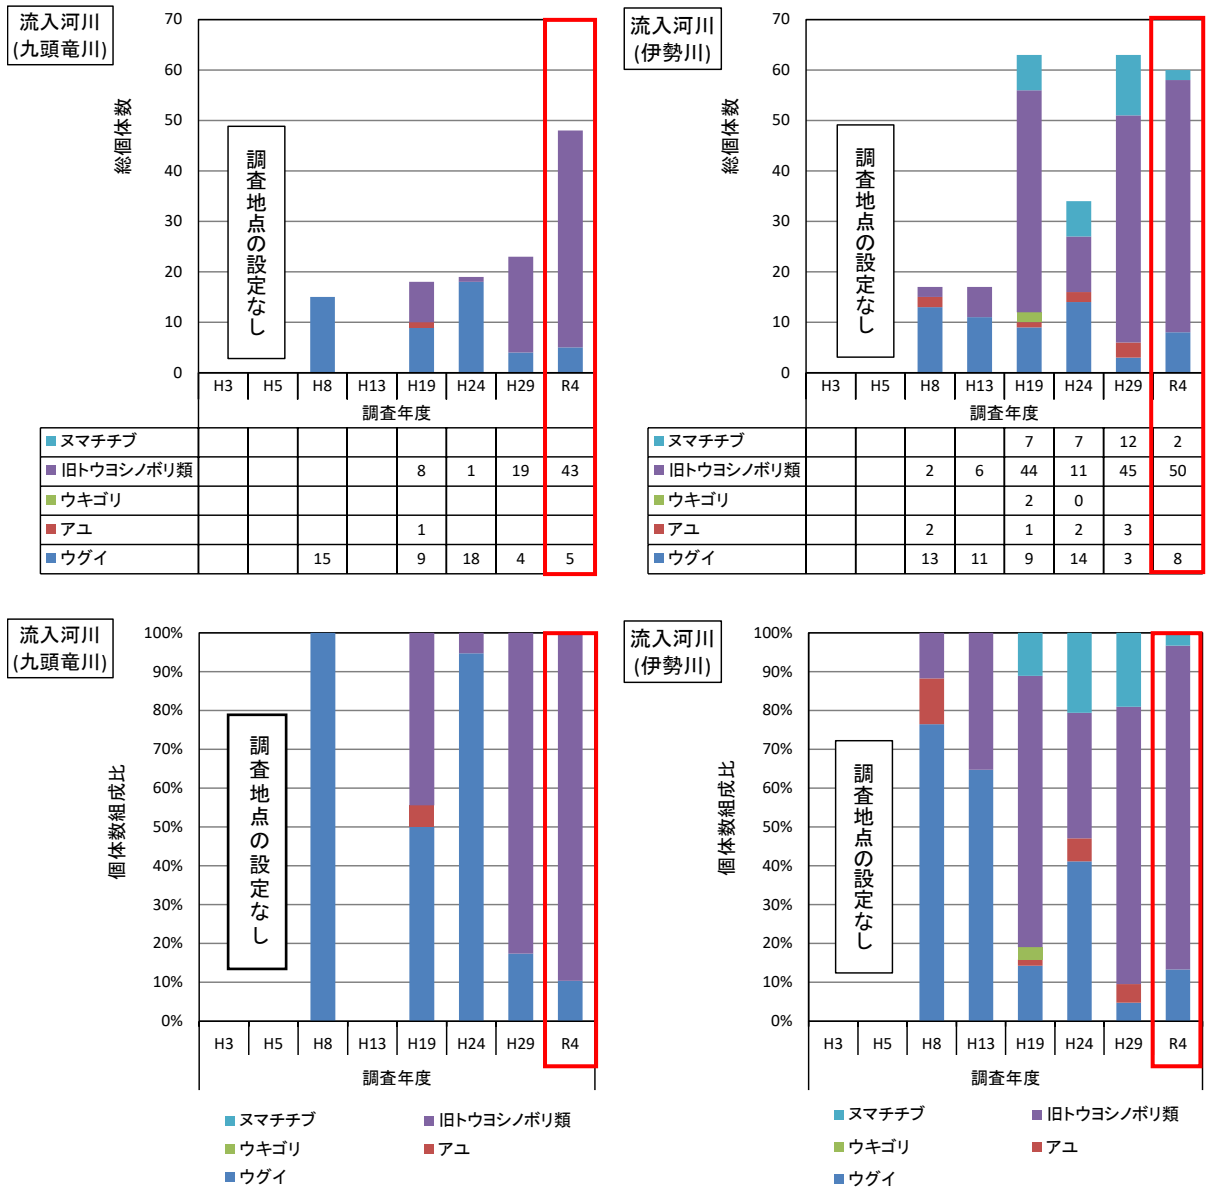 流入河川
(九頭竜川)
総個体数
70
60
50
40
30
20
10
0
調査地点の設定なし
H3 H5 H8 H13 H19 H24 H29 R4
調査年度
ヌマチチブ
旧トウヨシノボリ類 8 1 19 43
ウキゴリ
アユ 1
ウグイ 15 9 18 4 5
流入河川
(伊勢川)
総個体数
70
60
50
40
30
20
10
0
調査地点の設定なし
H3 H5 H8 H13 H19 H24 H29 R4
調査年度
ヌマチチブ 7 7 12 2
旧トウヨシノボリ類 2 6 44 11 45 50
ウキゴリ 2 0
アユ 2 1 2 3
ウグイ 13 11 9 14 3 8
流入河川
(九頭竜川)
個体数組成比
100%
90%
80%
70%
60%
50%
40%
30%
20%
10%
0%
調査地点の設定なし
H3 H5 H8 H13 H19 H24 H29 R4
調査年度
ヌマチチブ 旧トウヨシノボリ類
ウキゴリ アユ
ウグイ
流入河川
(伊勢川)
個体数組成比
100%
90%
80%
70%
60%
50%
40%
30%
20%
10%
0%
調査地点の設定なし
H3 H5 H8 H13 H19 H24 H29 R4
調査年度
ヌマチチブ 旧トウヨシノボリ類
ウキゴリ アユ
ウグイ